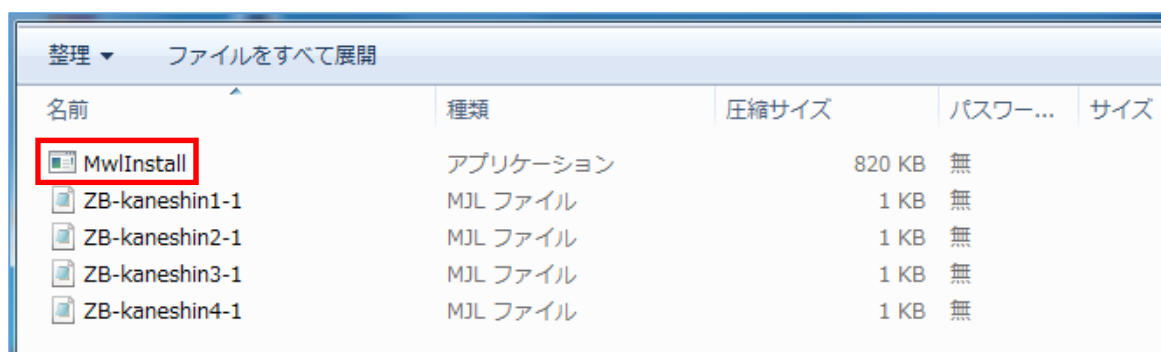 整理 ▼ ファイルをすべて展開
名前 種類 圧縮サイズ パスワー... サイズ
MwlInstall アプリケーション 820 KB 無
ZB-kaneshin1-1 MJL ファイル 1 KB 無
ZB-kaneshin2-1 MJL ファイル 1 KB 無
ZB-kaneshin3-1 MJL ファイル 1 KB 無
ZB-kaneshin4-1 MJL ファイル 1 KB 無